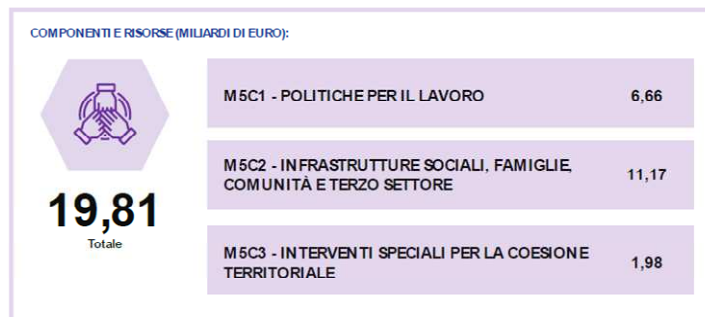 COMPONENTI E RISORSE (MILIARDI DI EURO):
M5C1 - POLITICHE PER IL LAVORO 6,66
M5C2 - INFRASTRUTTURE SOCIALI, FAMIGLIE,
COMUNITÀ E TERZO SETTORE 11,17
19,81
Totale
M5C3 - INTERVENTI SPECIALI PER LA COESIONE
TERRITORIALE 1,98